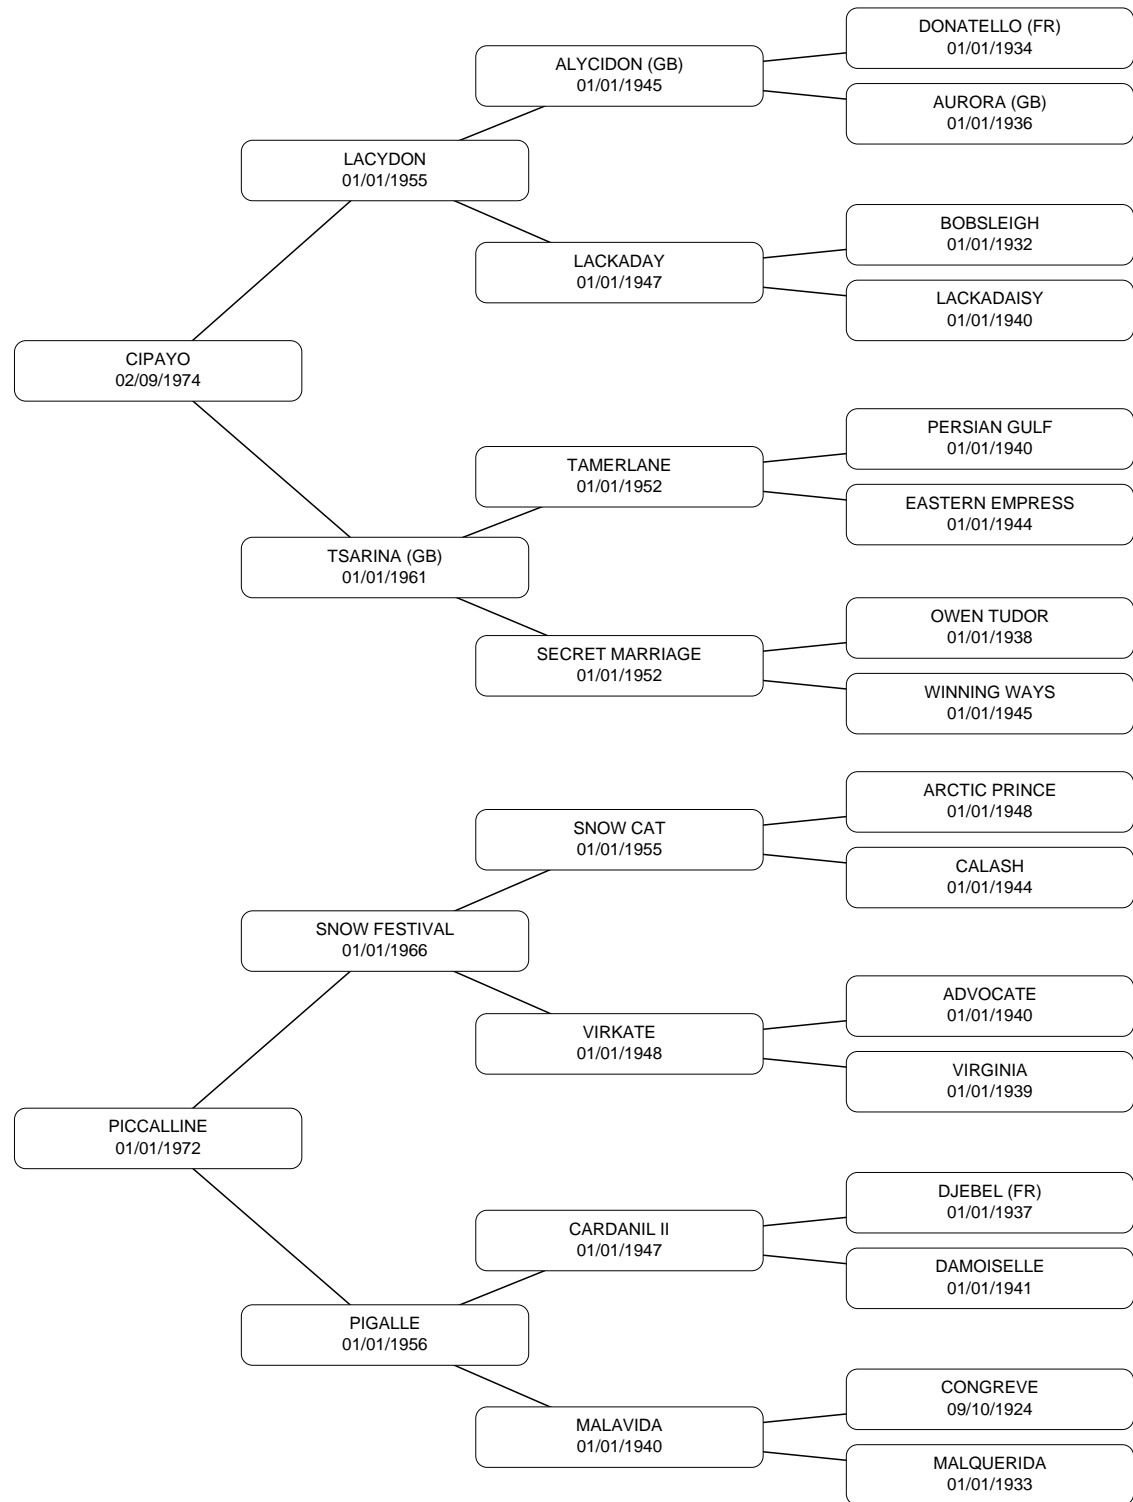 DONATELLO (FR)
01/01/1934
ALYCIDON (GB)
01/01/1945
AURORA (GB)
01/01/1936
LACYDON
01/01/1955
BOBSLEIGH
01/01/1932
LACKADAY
01/01/1947
LACKADAISY
01/01/1940
CIPAYO
02/09/1974
PERSIAN GULF
01/01/1940
TAMERLANE
01/01/1952
EASTERN EMPRESS
01/01/1944
TSARINA (GB)
01/01/1961
OWEN TUDOR
01/01/1938
SECRET MARRIAGE
01/01/1952
WINNING WAYS
01/01/1945
ARCTIC PRINCE
01/01/1948
SNOW CAT
01/01/1955
CALASH
01/01/1944
SNOW FESTIVAL
01/01/1966
ADVOCATE
01/01/1940
VIRKATE
01/01/1948
VIRGINIA
01/01/1939
PICCALLINE
01/01/1972
DJEBEL (FR)
01/01/1937
CARDANIL II
01/01/1947
DAMOISELLE
01/01/1941
PIGALLE
01/01/1956
CONGREVE
09/10/1924
MALAVIDA
01/01/1940
MALQUERIDA
01/01/1933